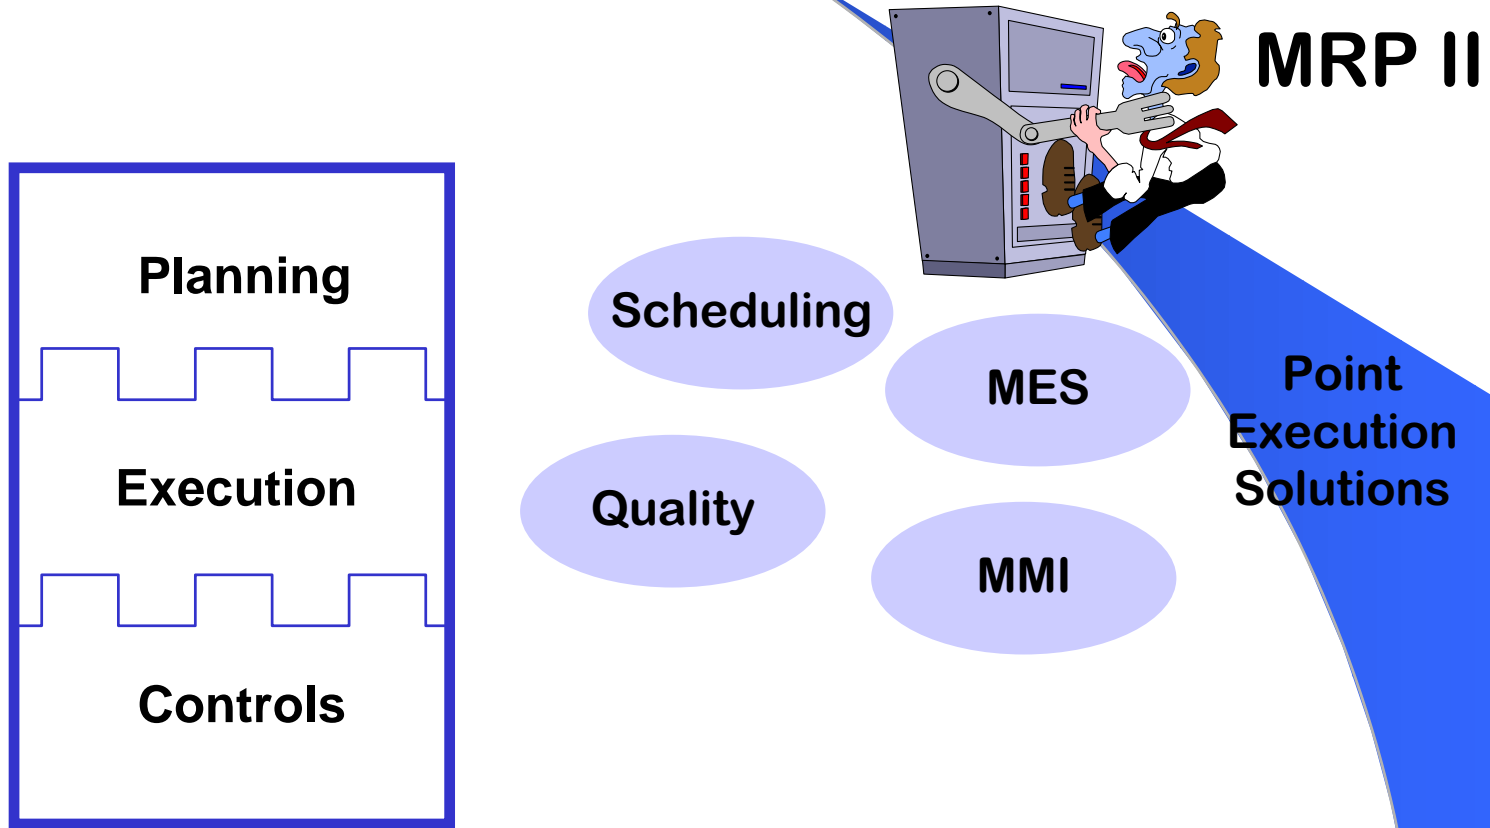 MRP II
Planning
Execution
Controls
Scheduling
MES
Quality
MMI
Point
Execution
Solutions